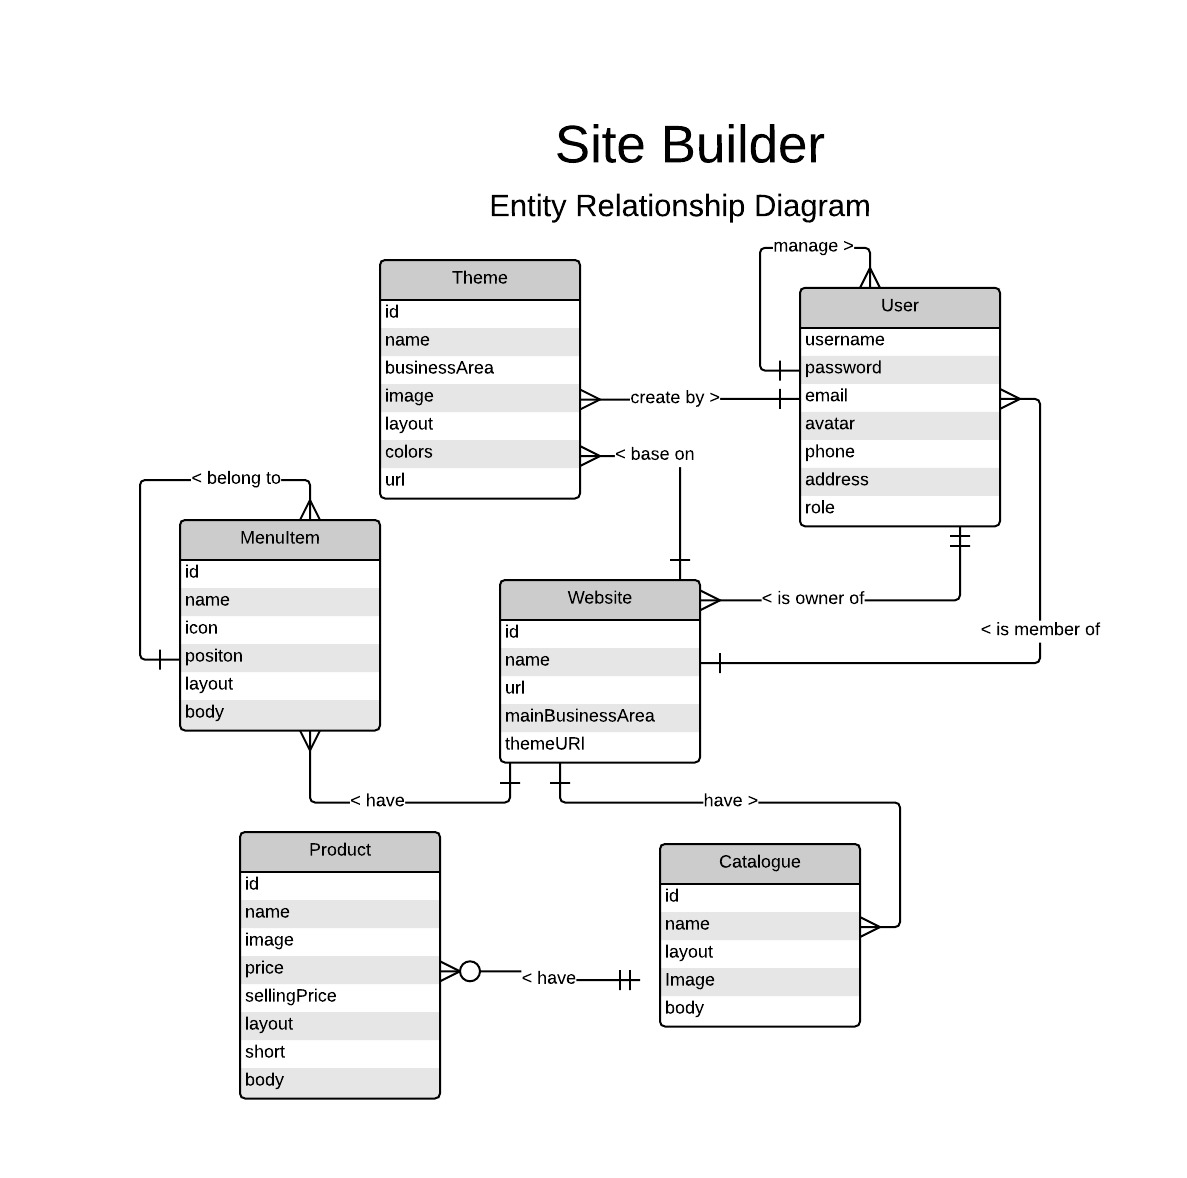 Site Builder
Entity Relationship Diagram
manage >
Theme
id
name
businessArea
image
layout
colors
url
User
username
password
email
avatar
phone
address
role
create by >
< base on
< belong to
MenuItem
id
name
icon
positon
layout
body
Website
id
name
url
mainBusinessArea
themeURI
< is owner of
< is member of
< have
have >
Product
id
name
image
price
sellingPrice
layout
short
body
< have
Catalogue
id
name
layout
Image
body